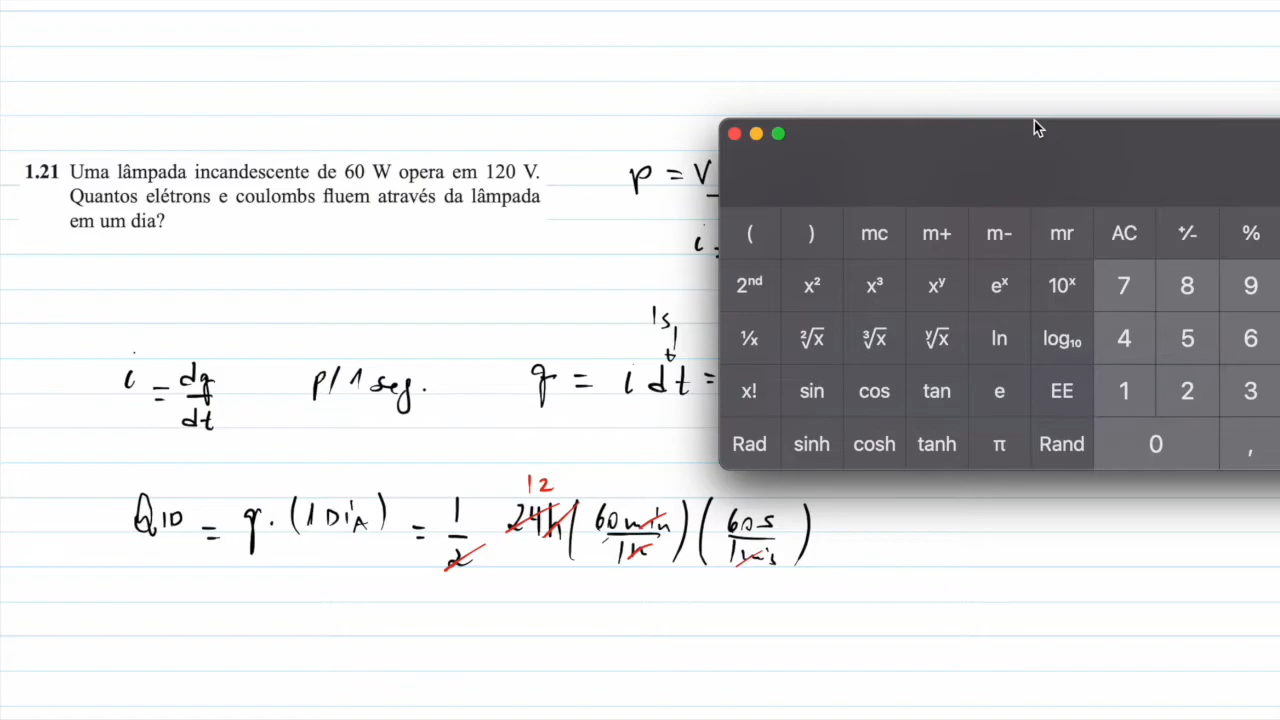 1.21 Uma lâmpada incandescente de 60 W opera em 120 V.
Quantos elétrons e coulombs fluem através da lâmpada
em um dia?
p = V
i =
1s
t
i = dq/dt p/ 1 seg. q = i dt =
Q1D = q. (1 DiA) = 1/2 24h (60min/1h) (60s/1min)
12
( ) mc m+ m- mr AC +/- %
2nd x² x³ xʸ eˣ 10ˣ 7 8 9
1/x ²√x ³√x ʸ√x ln log₁₀ 4 5 6
x! sin cos tan e EE 1 2 3
Rad sinh cosh tanh π Rand 0 ,